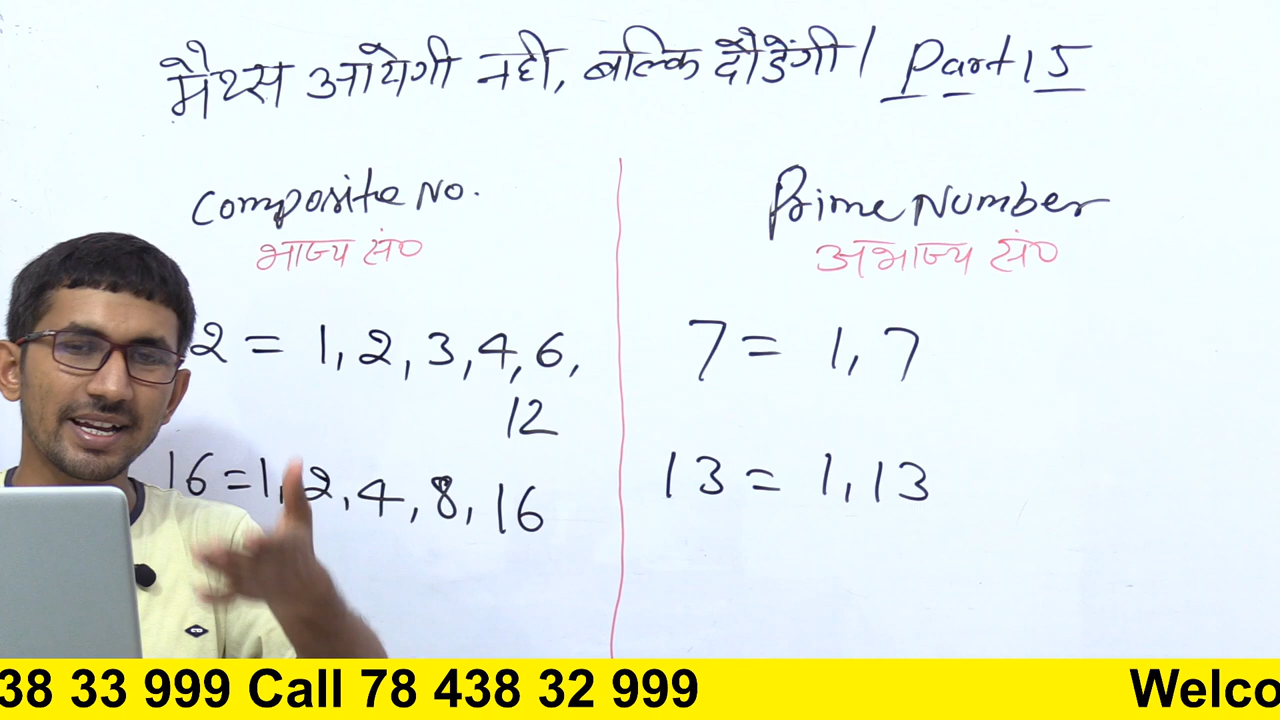 मैथ्स आयेगी नही, बल्कि दौडेंगी। Part 15
Composite No.
भाज्य सं०
2 = 1, 2, 3, 4, 6,
12
16 = 1, 2, 4, 8, 16
Prime Number
अभाज्य सं०
7 = 1, 7
13 = 1, 13
38 33 999 Call 78 438 32 999 Welco